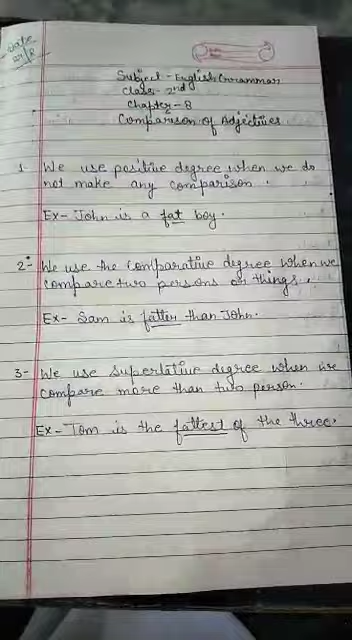 Subject - English Grammar
Class - 2nd
Chapter - 8
Comparison of Adjectives.
1- We use positive degree when we do
not make any comparison.
Ex - John is a fat boy.
2- We use the comparative degree when we
compare two persons or things.
Ex - Sam is fatter than John.
3- We use superlative degree when we
compare more than two person.
Ex - Tom is the fattest of the three.